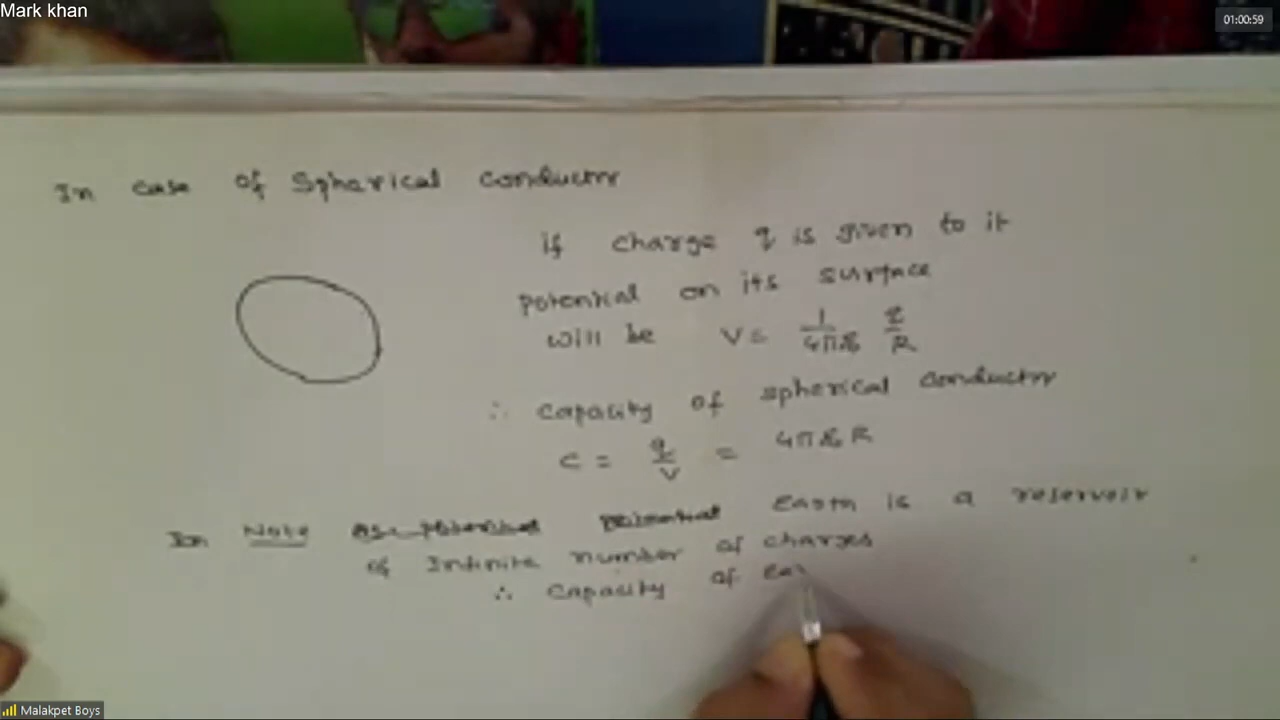 Mark khan
01:00:59
In case of Spherical conductor
if charge q is given to it
potential on its surface
will be V = 1/4πε₀ q/R
∴ Capacity of spherical conductor
C = q/V = 4πε₀R
Note Earth is a reservoir
of Infinite number of charges
∴ Capacity of Ea
Malakpet Boys